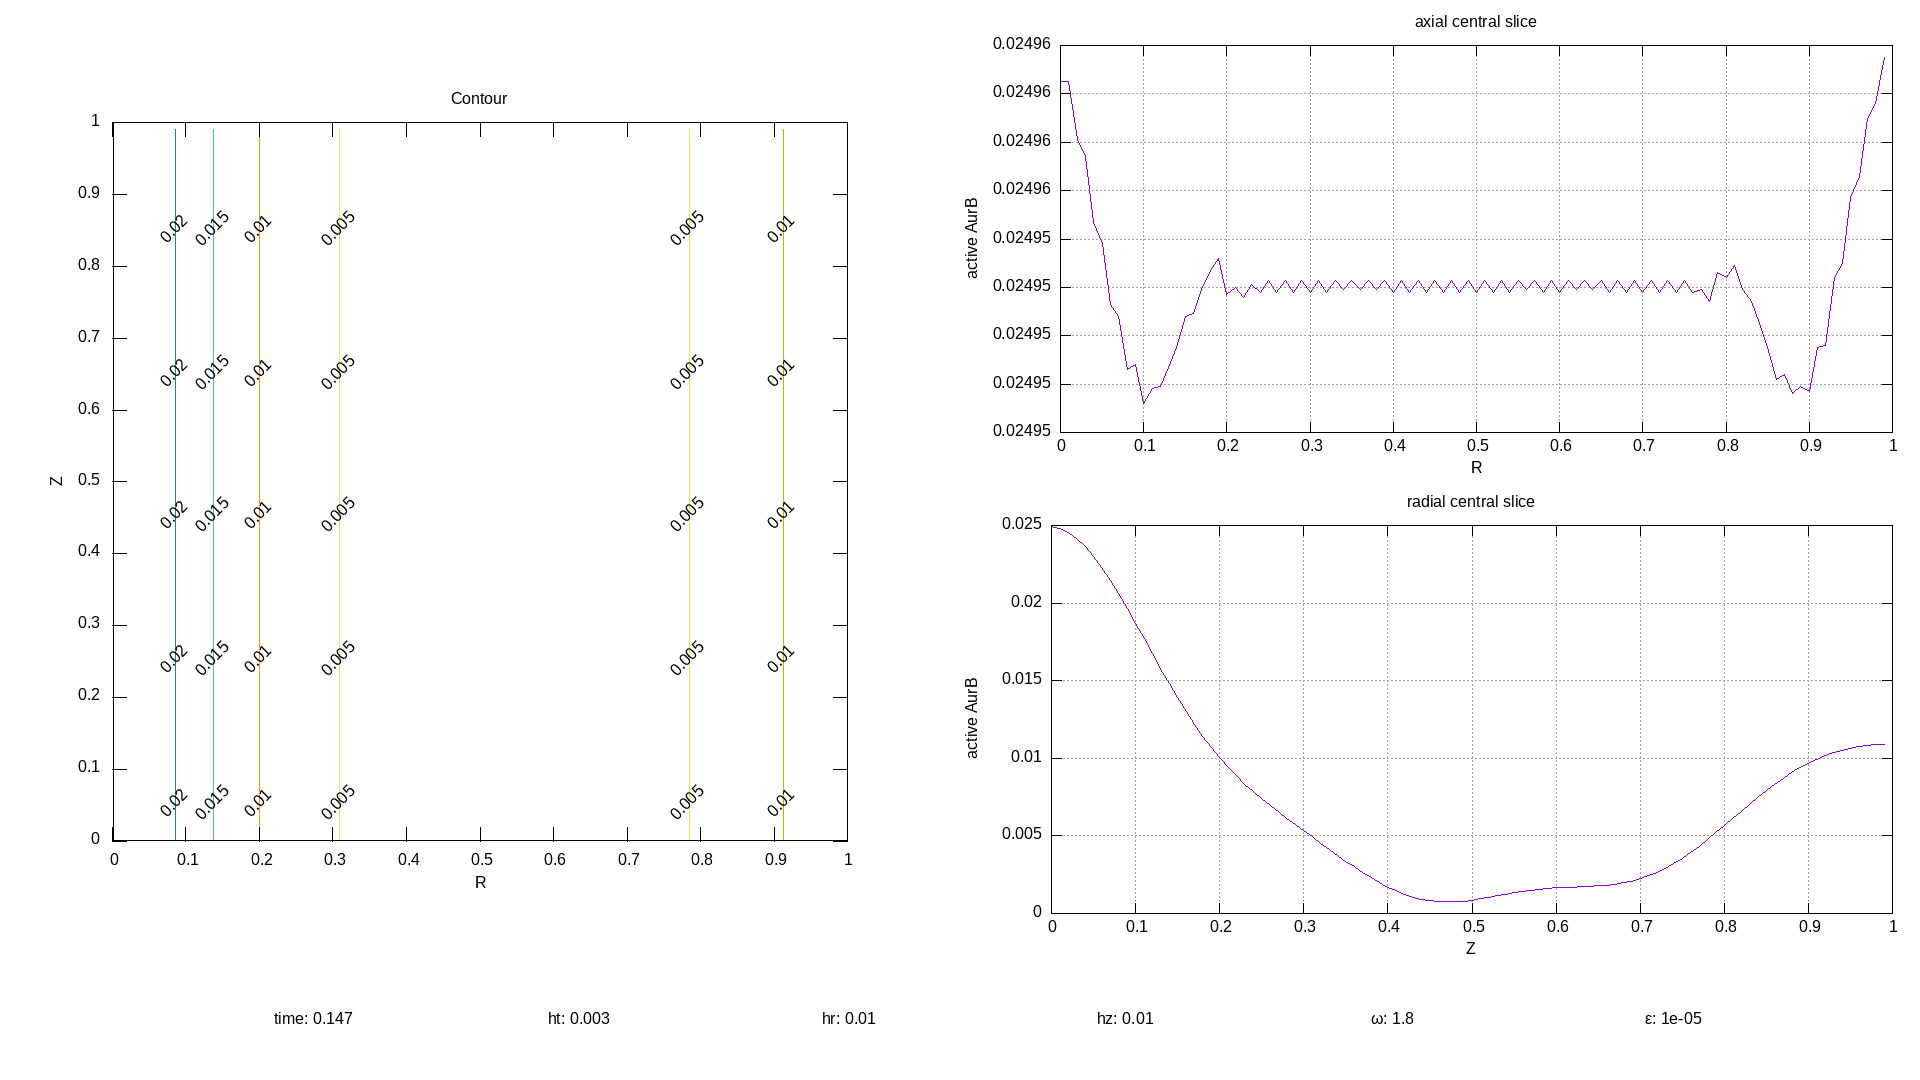 Contour
1
0.9
0.8
0.7
0.6
0.5
0.4
0.3
0.2
0.1
0
Z
0.02 0.015 0.01 0.005 0.005 0.01
0.02 0.015 0.01 0.005 0.005 0.01
0.02 0.015 0.01 0.005 0.005 0.01
0.02 0.015 0.01 0.005 0.005 0.01
0.02 0.015 0.01 0.005 0.005 0.01
0 0.1 0.2 0.3 0.4 0.5 0.6 0.7 0.8 0.9 1
R
axial central slice
0.02496
0.02496
0.02496
0.02496
0.02495
0.02495
0.02495
0.02495
0.02495
active AurB
0 0.1 0.2 0.3 0.4 0.5 0.6 0.7 0.8 0.9 1
R
radial central slice
0.025
0.02
0.015
0.01
0.005
0
active AurB
0 0.1 0.2 0.3 0.4 0.5 0.6 0.7 0.8 0.9 1
Z
time: 0.147 ht: 0.003 hr: 0.01 hz: 0.01 ω: 1.8 ε: 1e-05